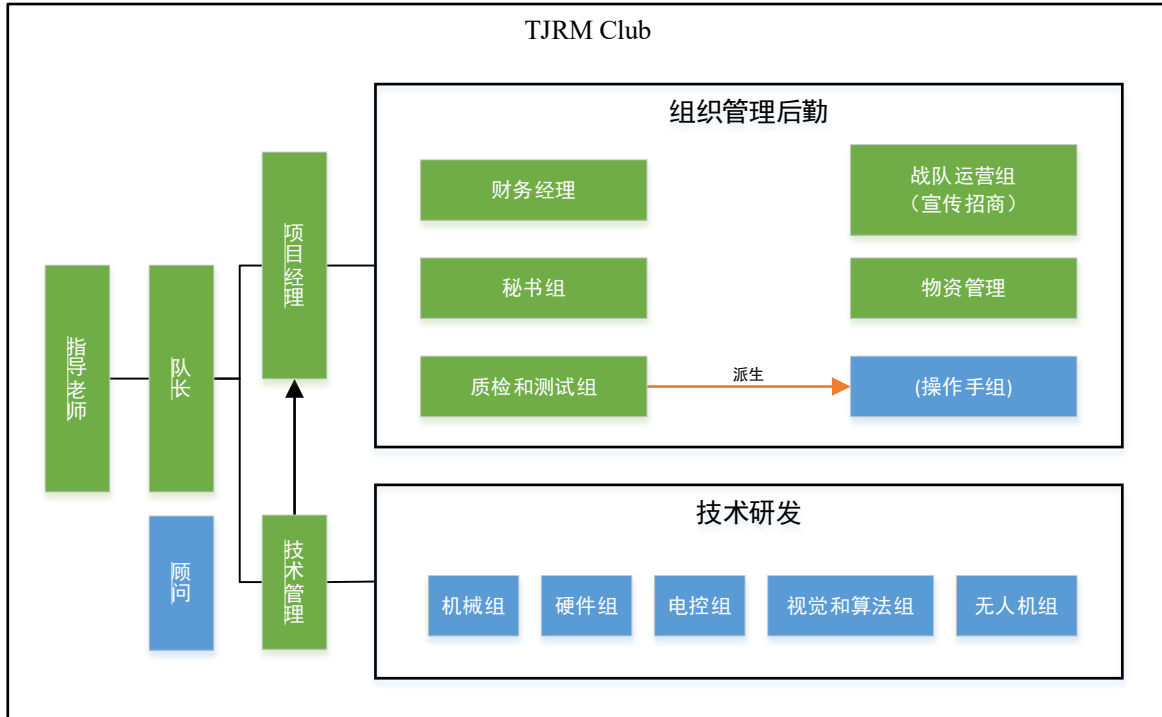 TJRM Club
组织管理后勤
财务经理
战队运营组
（宣传招商）
项目经理
秘书组
物资管理
指导老师
队长
质检和测试组
派生
(操作手组)
技术研发
顾问
技术管理
机械组
硬件组
电控组
视觉和算法组
无人机组